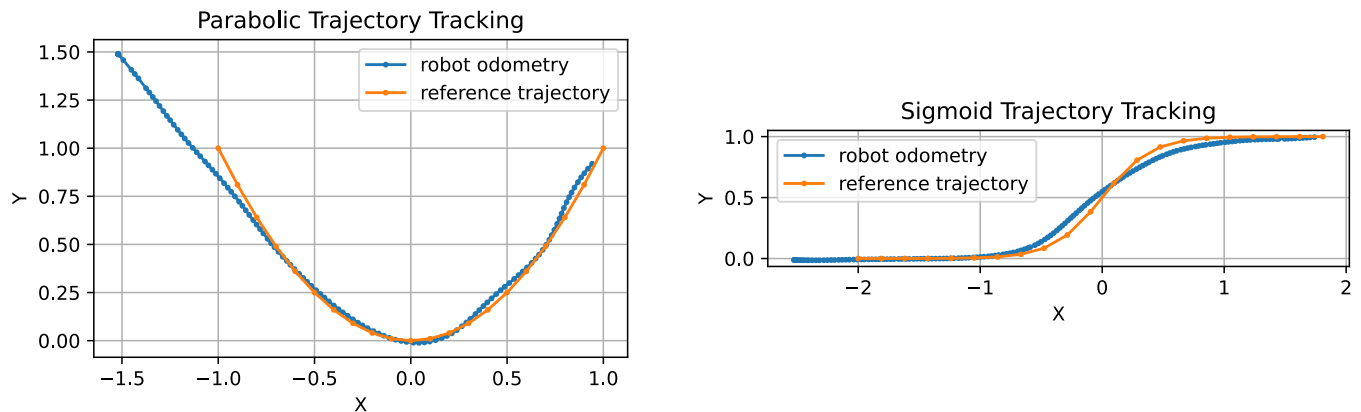 Parabolic Trajectory Tracking
1.50
1.25
1.00
0.75
0.50
0.25
0.00
Y
robot odometry
reference trajectory
−1.5
−1.0
−0.5
0.0
0.5
1.0
X
Sigmoid Trajectory Tracking
1.0
0.5
0.0
Y
robot odometry
reference trajectory
−2
−1
0
1
2
X